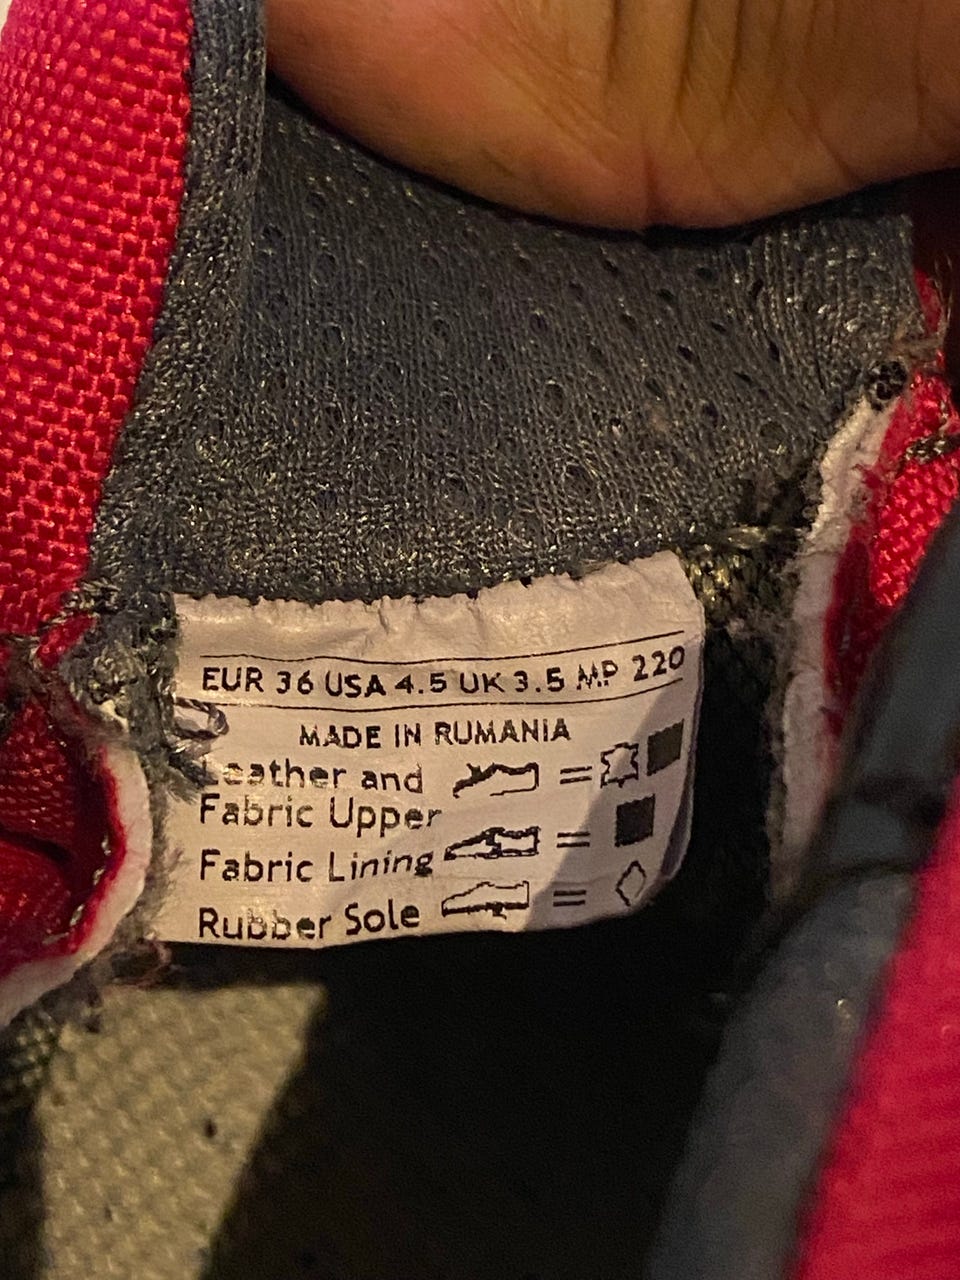 EUR 36 USA 4.5 UK 3.5 MP 220
MADE IN RUMANIA
Leather and
Fabric Upper
Fabric Lining
Rubber Sole